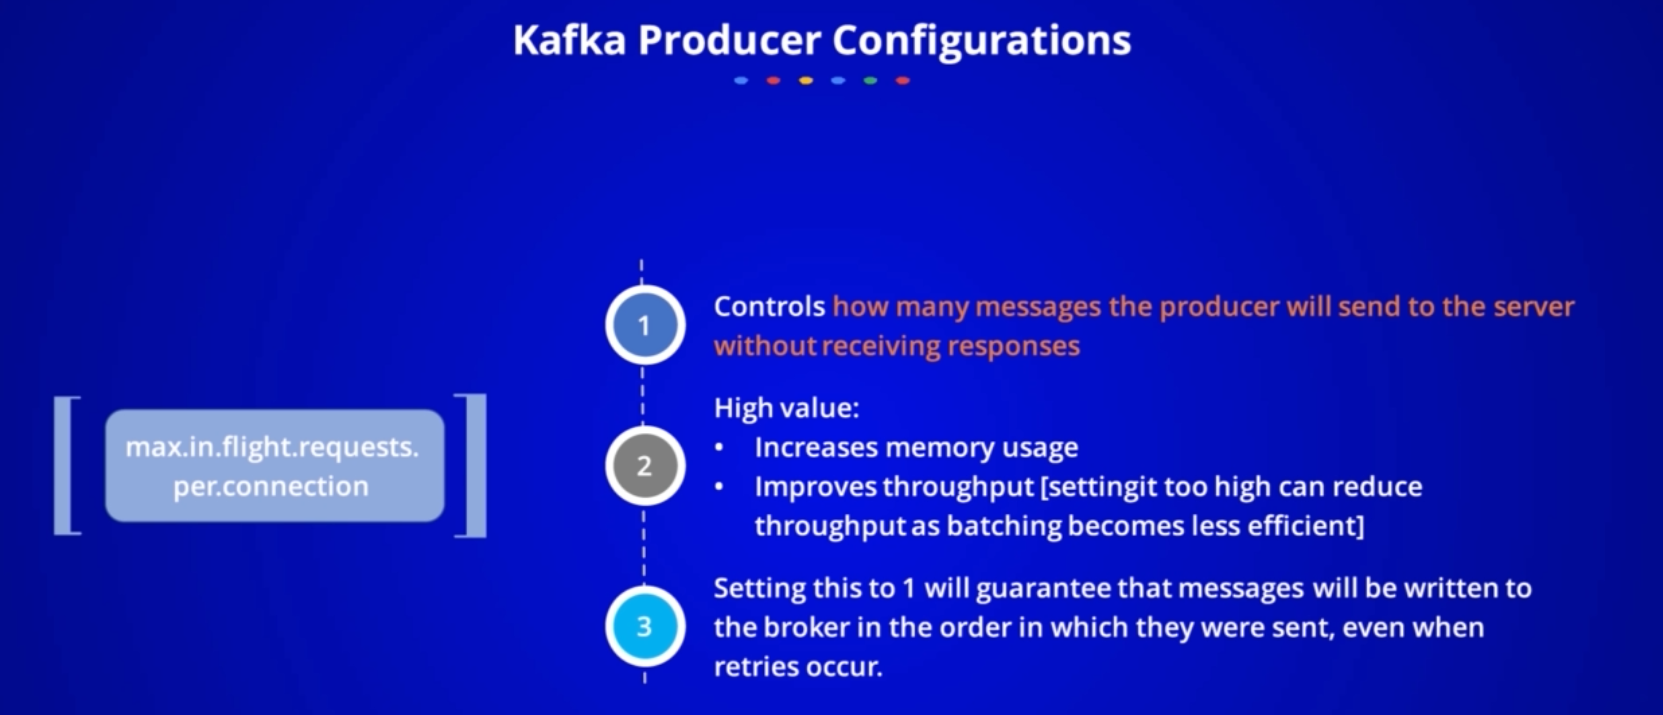 Kafka Producer Configurations
max.in.flight.requests.
per.connection
1
Controls how many messages the producer will send to the server
without receiving responses
2
High value:
• Increases memory usage
• Improves throughput [settingit too high can reduce
throughput as batching becomes less efficient]
3
Setting this to 1 will guarantee that messages will be written to
the broker in the order in which they were sent, even when
retries occur.